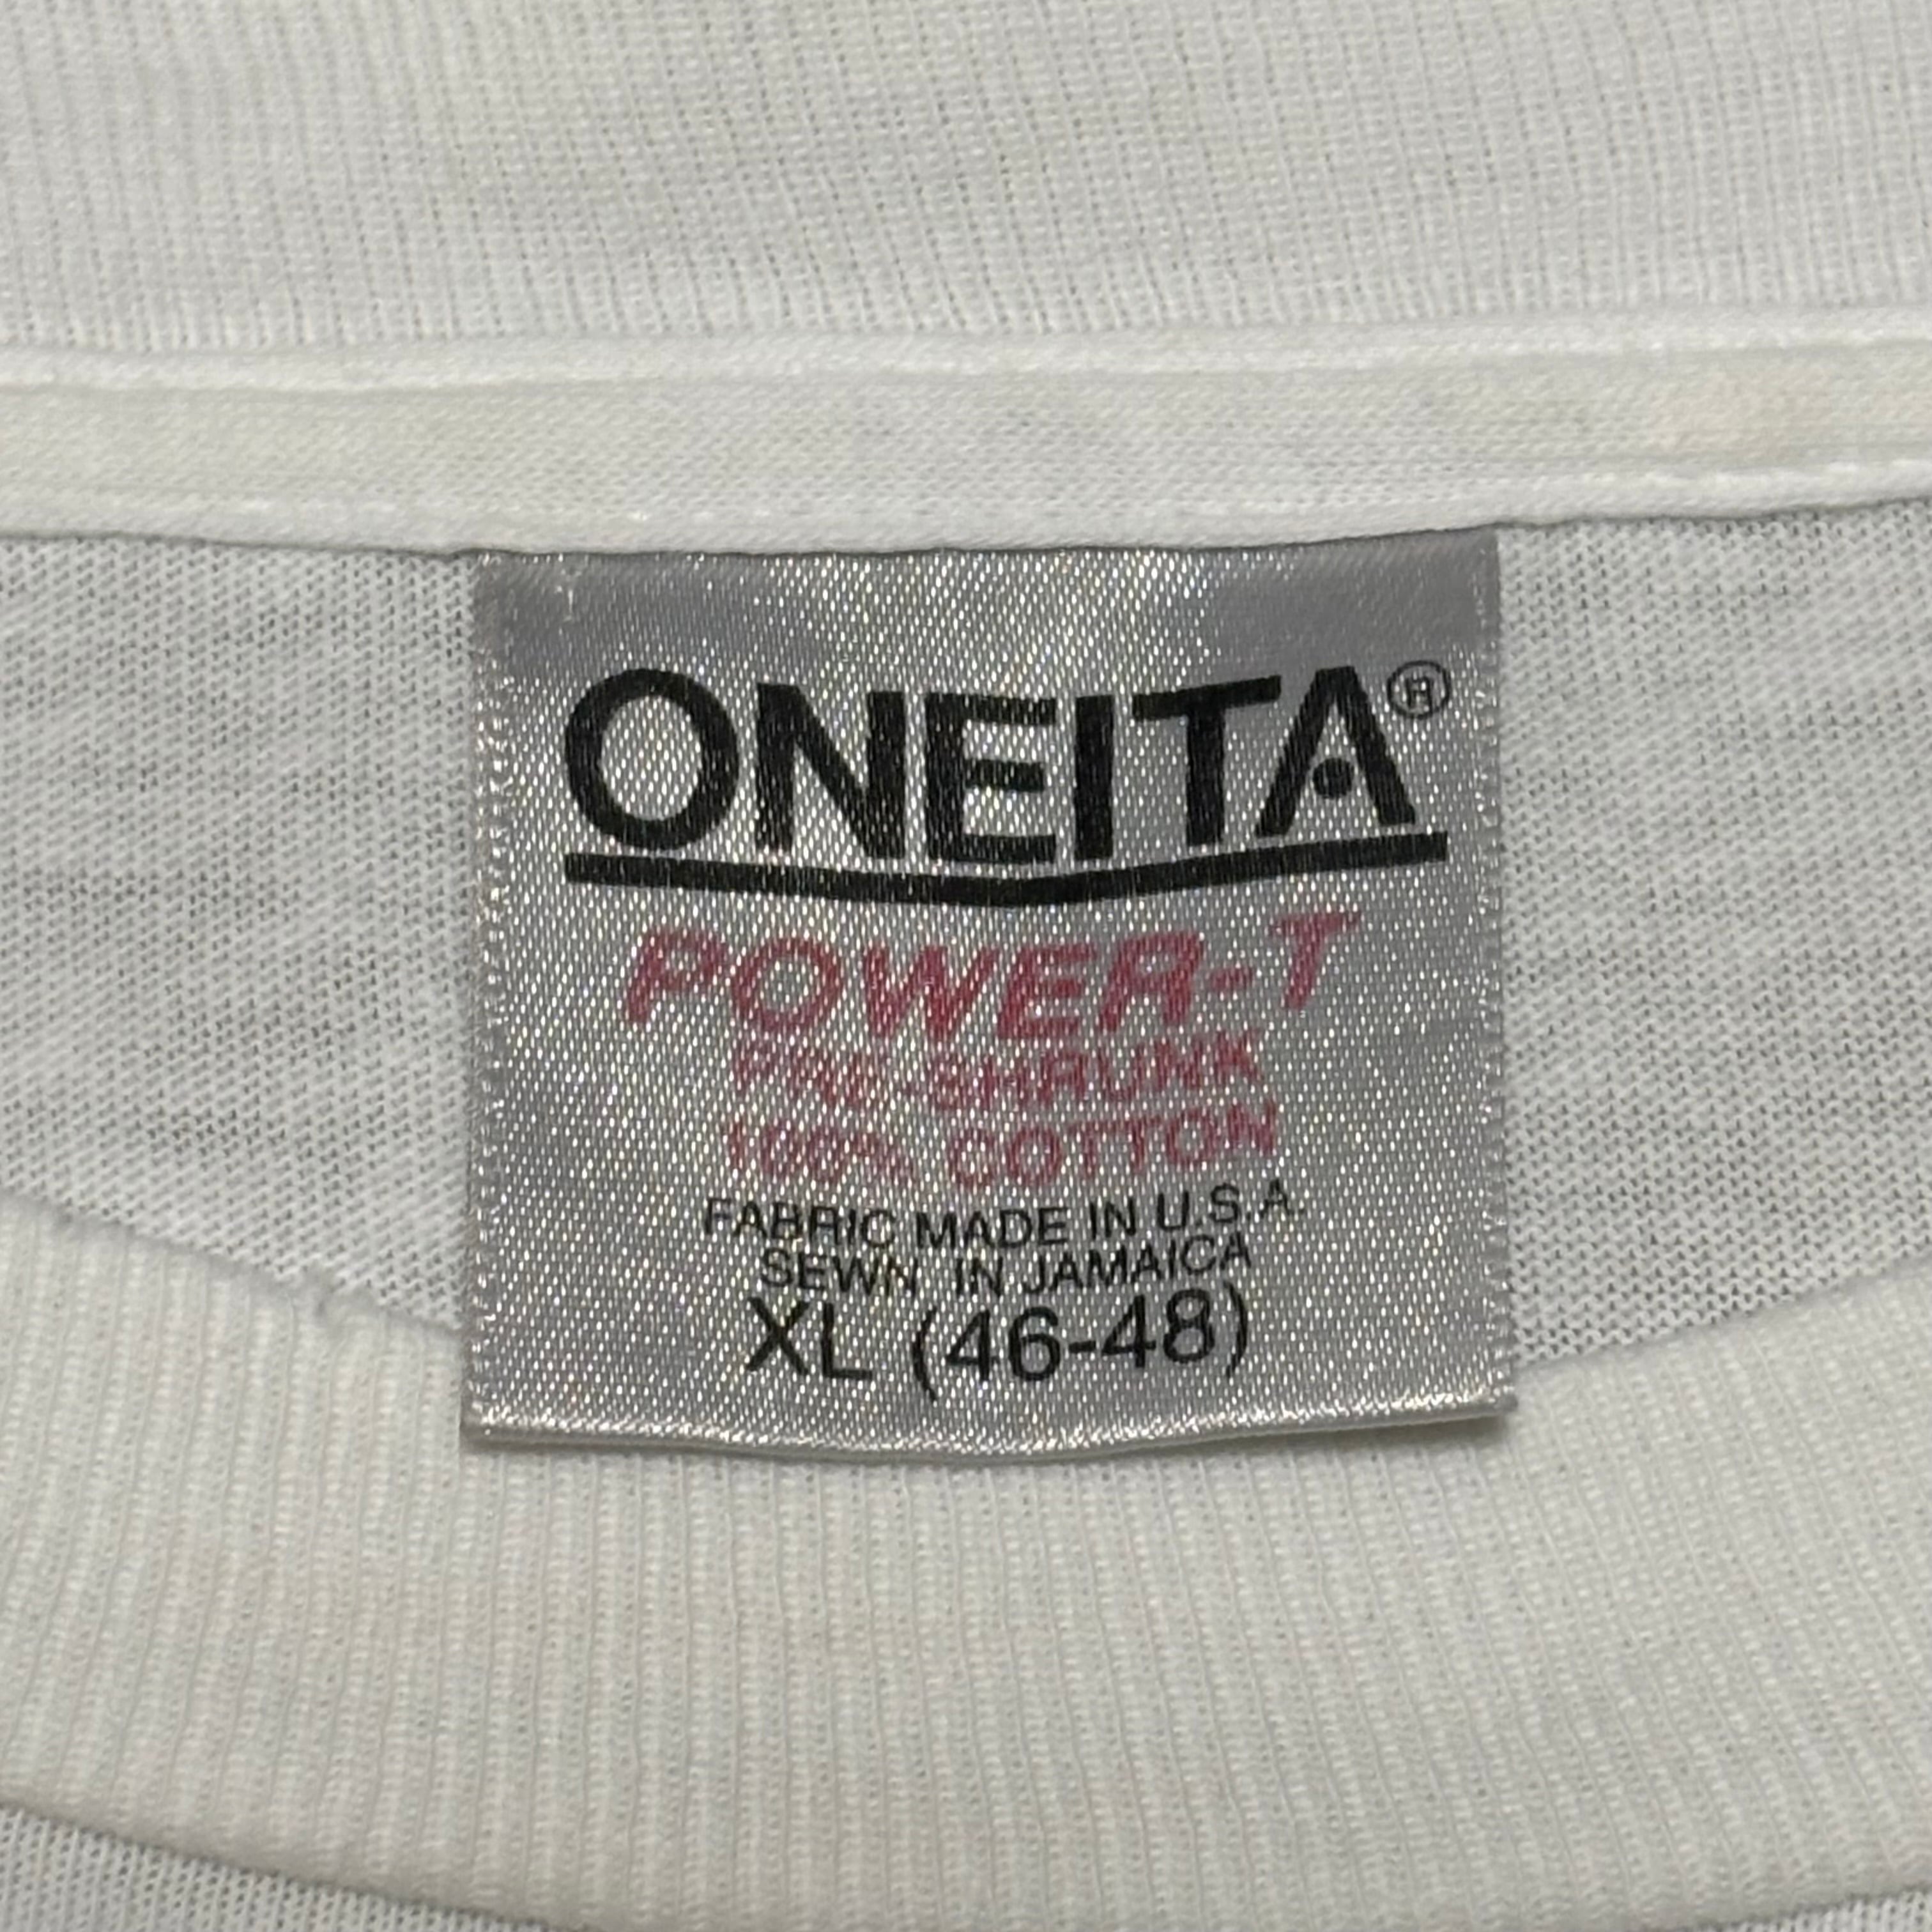 ONEITA®
POWER-T
PRE-SHRUNK
100% COTTON
FABRIC MADE IN U.S.A.
SEWN IN JAMAICA
XL (46-48)